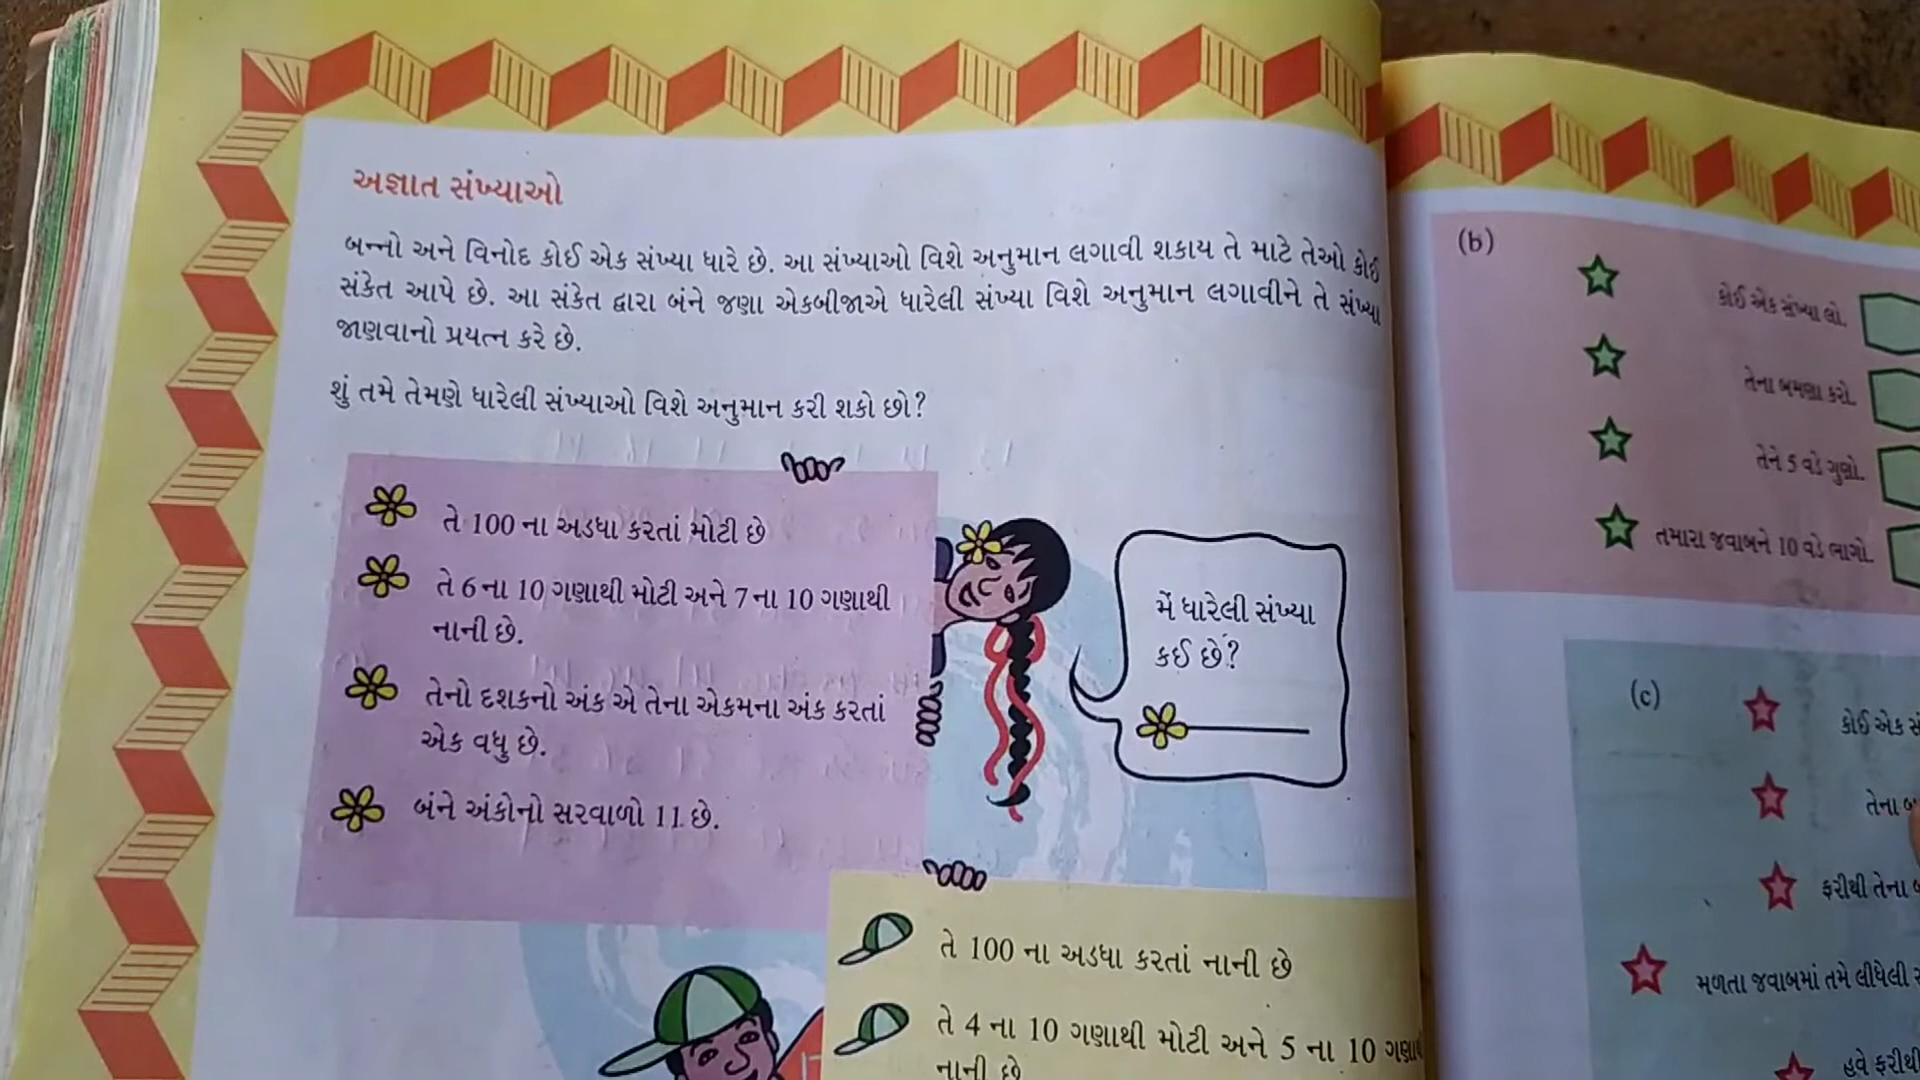 અજ્ઞાત સંખ્યાઓ
બન્નો અને વિનોદ કોઈ એક સંખ્યા ધારે છે. આ સંખ્યાઓ વિશે અનુમાન લગાવી શકાય તે માટે તેઓ કોઈ
સંકેત આપે છે. આ સંકેત દ્વારા બંને જણા એકબીજાએ ધારેલી સંખ્યા વિશે અનુમાન લગાવીને તે સંખ્યા
જાણવાનો પ્રયત્ન કરે છે.
શું તમે તેમણે ધારેલી સંખ્યાઓ વિશે અનુમાન કરી શકો છો?
તે 100 ના અડધા કરતાં મોટી છે
તે 6 ના 10 ગણાથી મોટી અને 7 ના 10 ગણાથી
નાની છે.
તેનો દશકનો અંક એ તેના એકમના અંક કરતાં
એક વધુ છે.
બંને અંકોનો સરવાળો 11 છે.
મેં ધારેલી સંખ્યા
કઈ છે?
તે 100 ના અડધા કરતાં નાની છે
તે 4 ના 10 ગણાથી મોટી અને 5 ના 10
નાની છે
(b)
કોઈ એક સંખ્યા લો.
તેના બમણા કરો.
તેને 5 વડે ગુણો.
તમારા જવાબને 10 વડે ભાગો.
(c)
કોઈ એક
તેના
ફરીથી તેના
મળતા જવાબમાં તમે લીધેલી
હવે ફરીથી